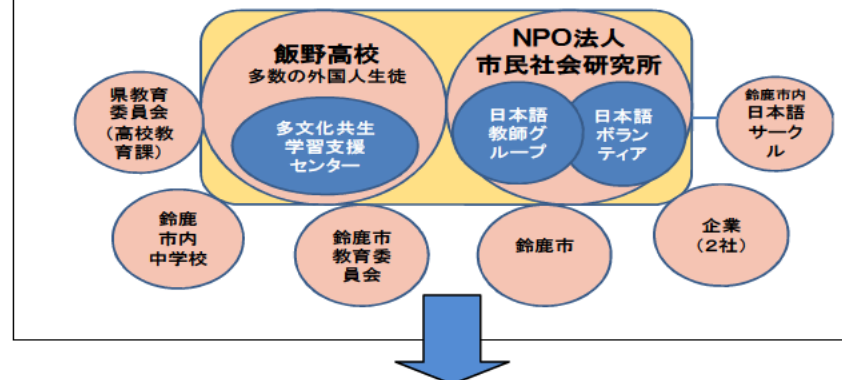 飯野高校
多数の外国人生徒
多文化共生
学習支援
センター
NPO法人
市民社会研究所
日本語
教師グ
ループ
日本語
ボラン
ティア
県教育
委員会
(高校教
育課)
鈴鹿市内
日本語
サーク
ル
鈴鹿
市内
中学校
鈴鹿市
教育委
員会
鈴鹿市
企業
(2社)